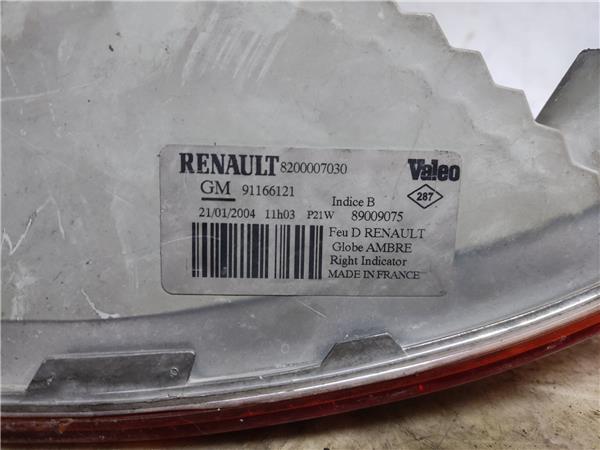 RENAULT 8200007030 Valeo
GM 91166121 287
Indice B
21/01/2004 11h03 P21W 89009075
Feu D RENAULT
Globe AMBRE
Right Indicator
MADE IN FRANCE